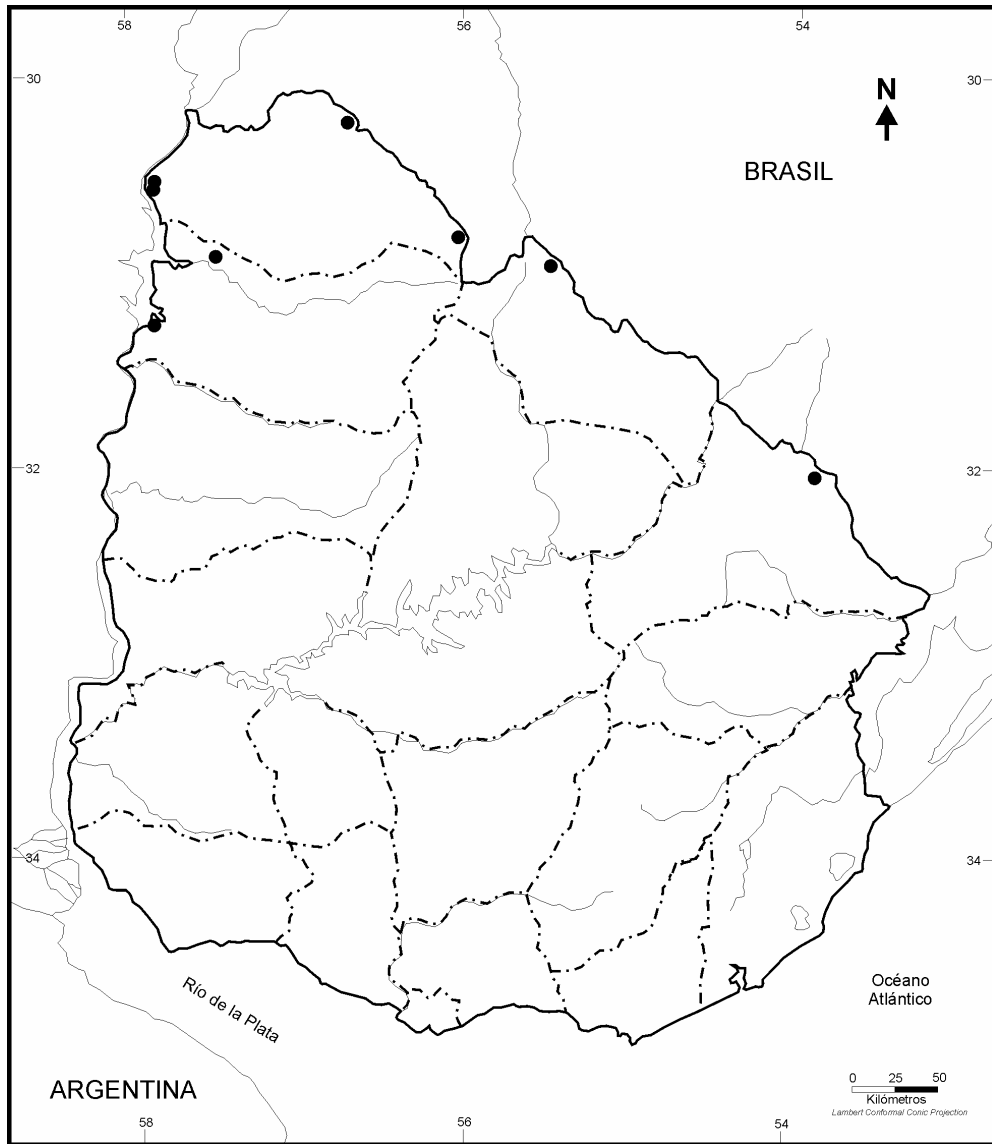 58 56 54
30 30
N
BRASIL
32 32
34 34
Río de la Plata
Océano
Atlántico
ARGENTINA
0 25 50
Kilómetros
Lambert Conformal Conic Projection
58 56 54